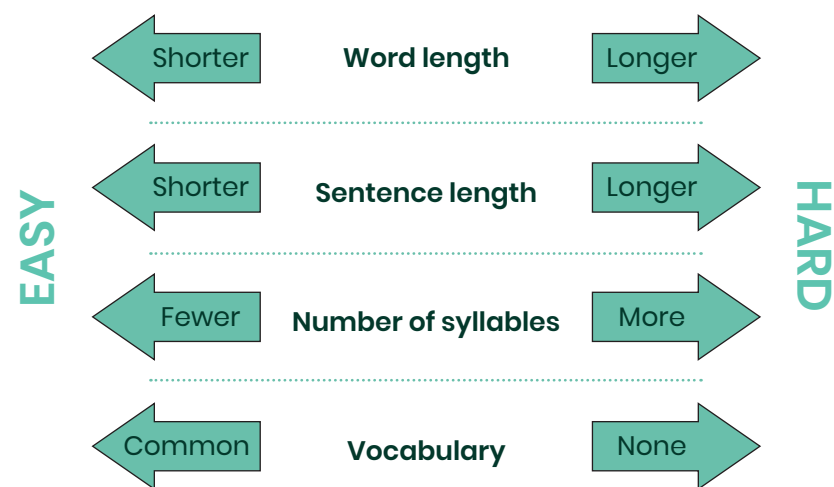 Shorter Word length Longer
EASY
Shorter Sentence length Longer
HARD
Fewer Number of syllables More
Common Vocabulary None